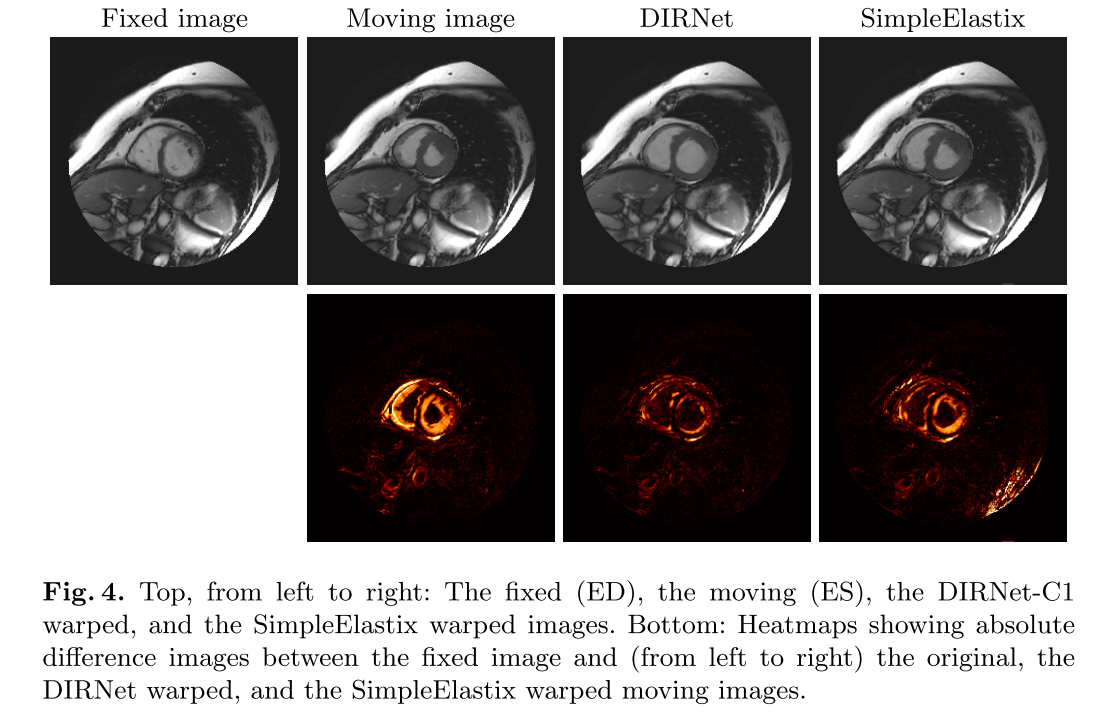 Fixed image Moving image DIRNet SimpleElastix
Fig. 4. Top, from left to right: The fixed (ED), the moving (ES), the DIRNet-C1
warped, and the SimpleElastix warped images. Bottom: Heatmaps showing absolute
difference images between the fixed image and (from left to right) the original, the
DIRNet warped, and the SimpleElastix warped moving images.